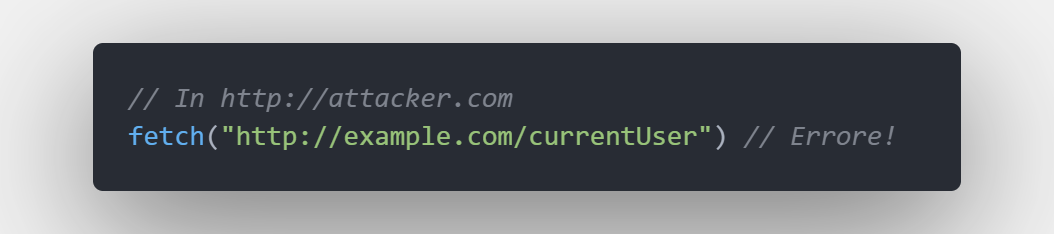 // In http://attacker.com
fetch("http://example.com/currentUser") // Errore!